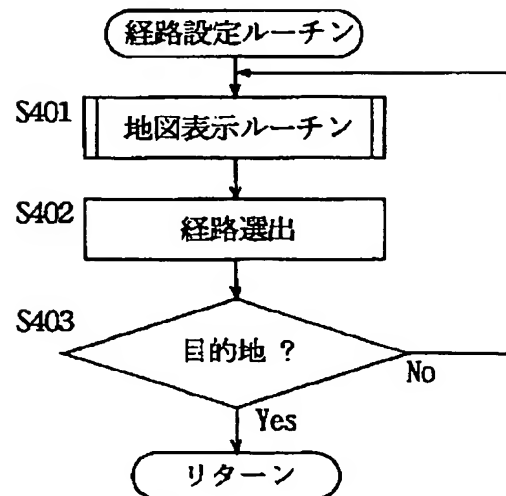 経路設定ルーチン
S401
地図表示ルーチン
S402
経路選出
S403
目的地 ?
No
Yes
リターン